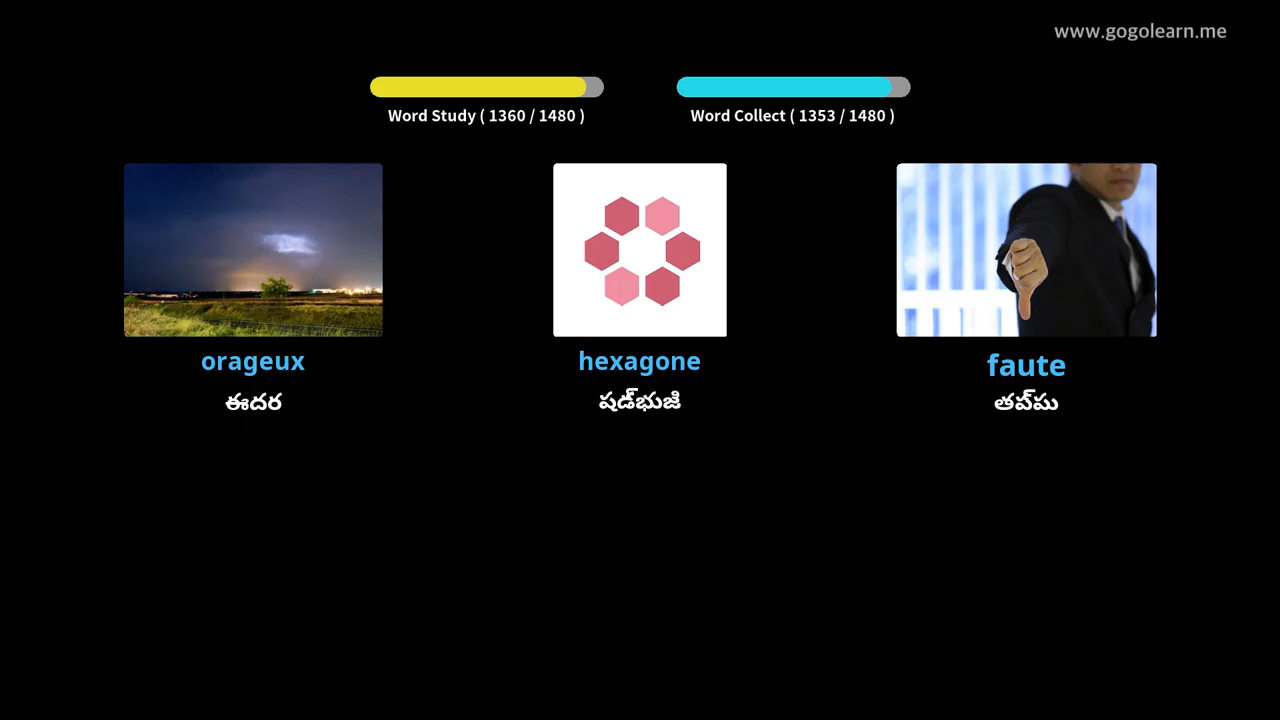 www.gogolearn.me
Word Study ( 1360 / 1480 )
Word Collect ( 1353 / 1480 )
orageux
hexagone
faute
ఈదర
షడ్‌భుజి
తప్‌పు